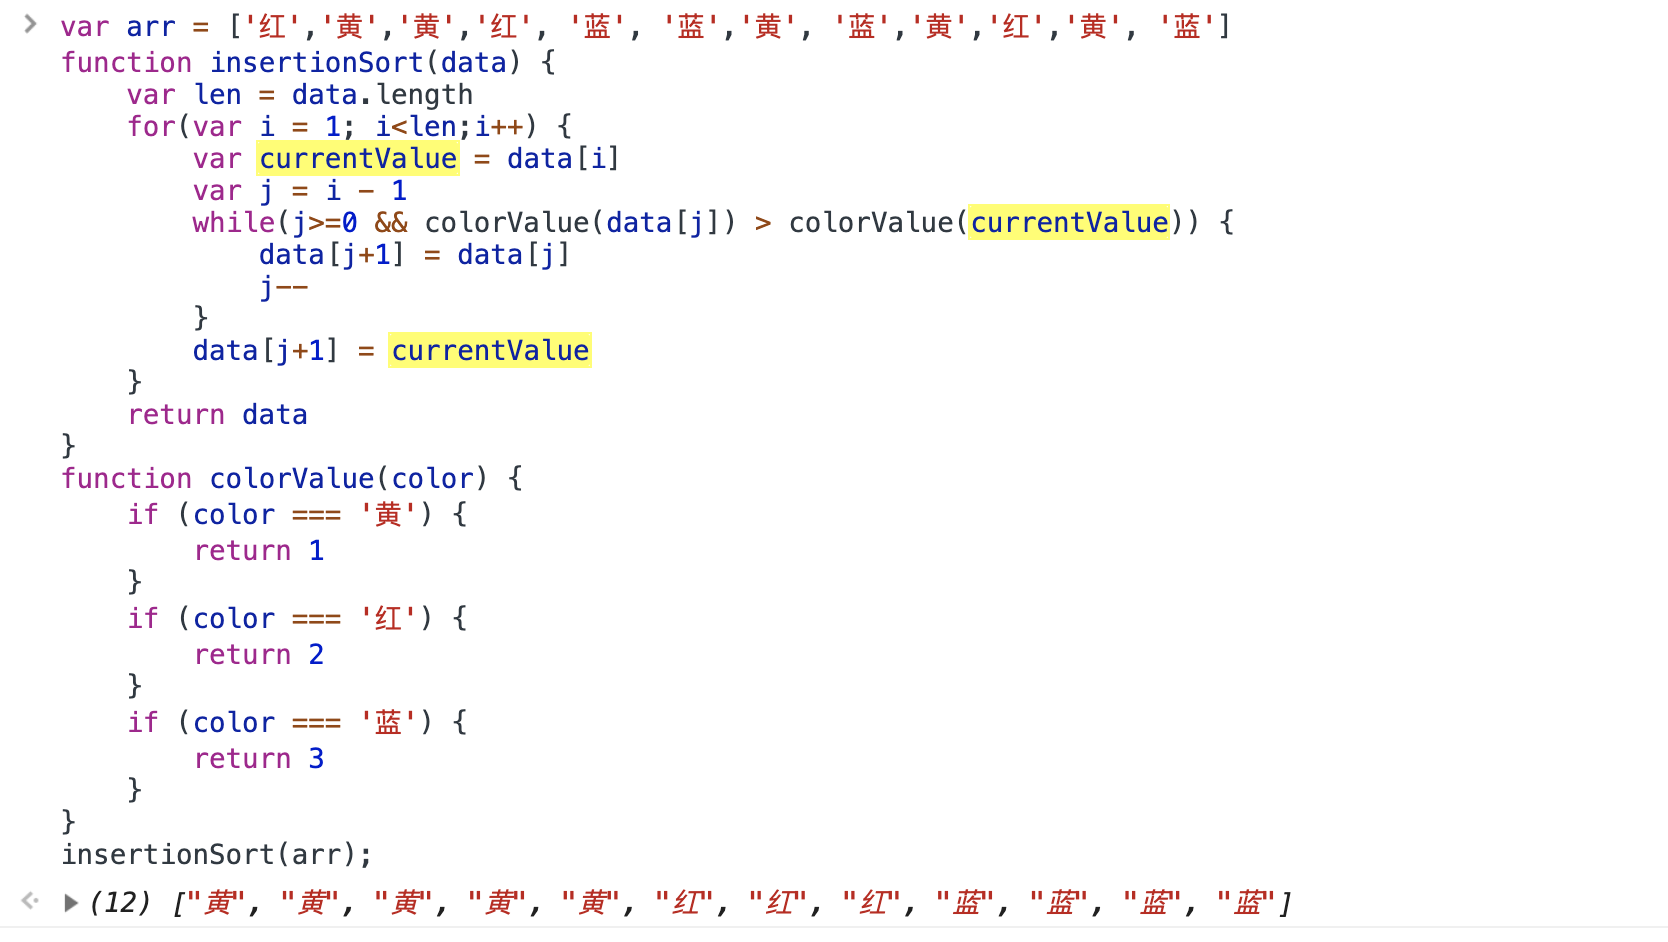 var arr = ['红','黄','黄','红', '蓝', '蓝','黄', '蓝','黄','红','黄', '蓝']
function insertionSort(data) {
    var len = data.length
    for(var i = 1; i<len;i++) {
        var currentValue = data[i]
        var j = i - 1
        while(j>=0 && colorValue(data[j]) > colorValue(currentValue)) {
            data[j+1] = data[j]
            j--
        }
        data[j+1] = currentValue
    }
    return data
}
function colorValue(color) {
    if (color === '黄') {
        return 1
    }
    if (color === '红') {
        return 2
    }
    if (color === '蓝') {
        return 3
    }
}
insertionSort(arr);
(12) ["黄", "黄", "黄", "黄", "黄", "红", "红", "红", "蓝", "蓝", "蓝", "蓝"]